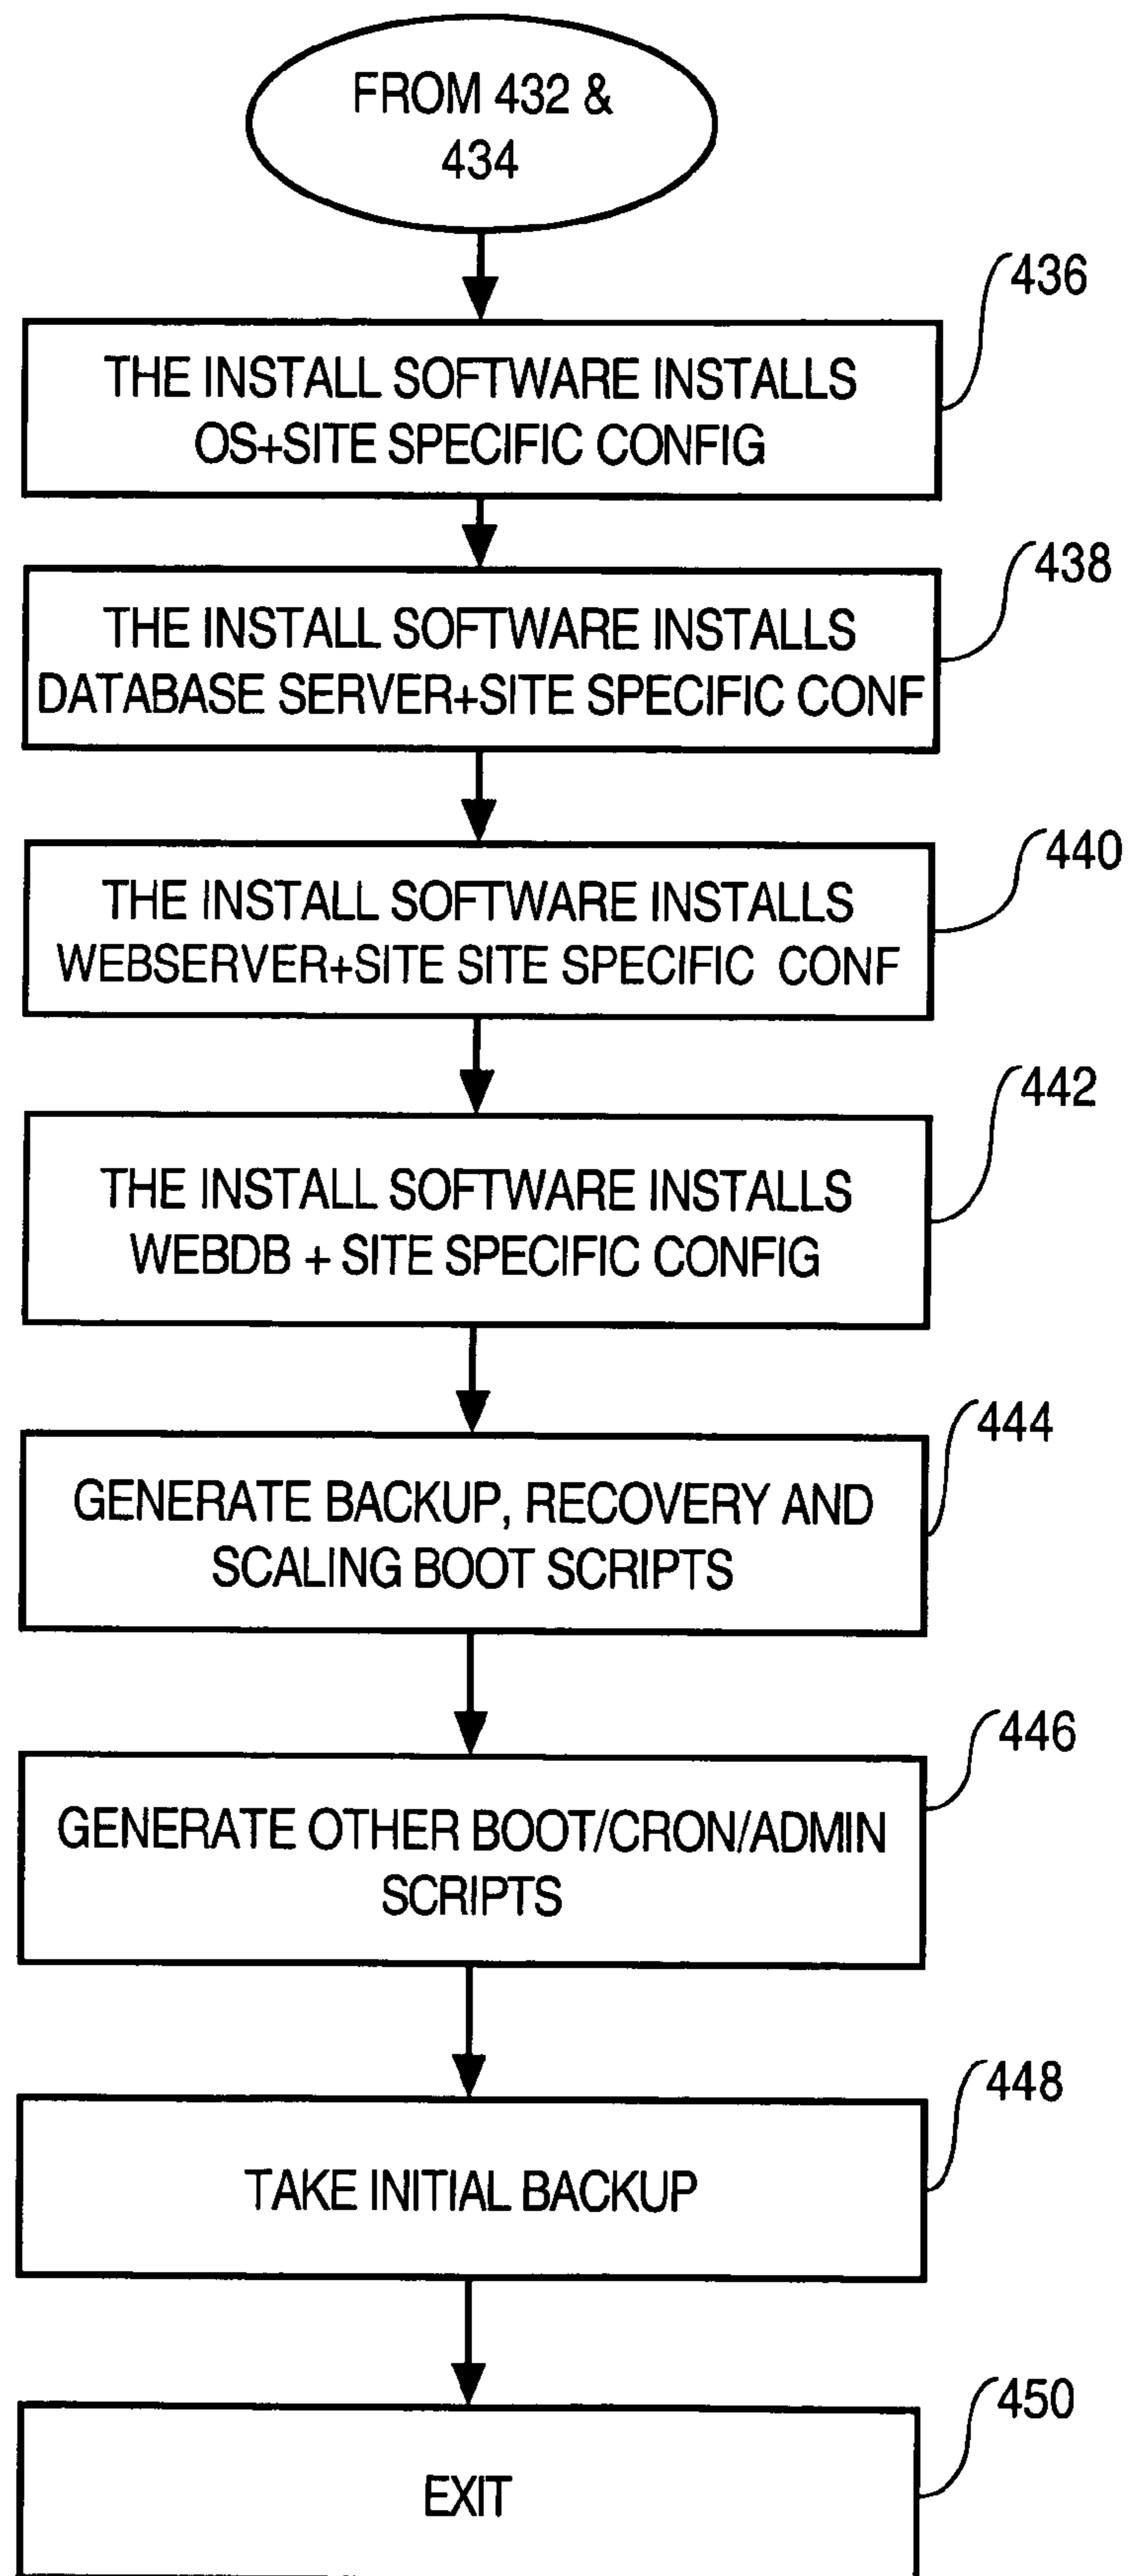 FROM 432 &
434
436
THE INSTALL SOFTWARE INSTALLS
OS+SITE SPECIFIC CONFIG
438
THE INSTALL SOFTWARE INSTALLS
DATABASE SERVER+SITE SPECIFIC CONF
440
THE INSTALL SOFTWARE INSTALLS
WEBSERVER+SITE SITE SPECIFIC CONF
442
THE INSTALL SOFTWARE INSTALLS
WEBDB + SITE SPECIFIC CONFIG
444
GENERATE BACKUP, RECOVERY AND
SCALING BOOT SCRIPTS
446
GENERATE OTHER BOOT/CRON/ADMIN
SCRIPTS
448
TAKE INITIAL BACKUP
450
EXIT